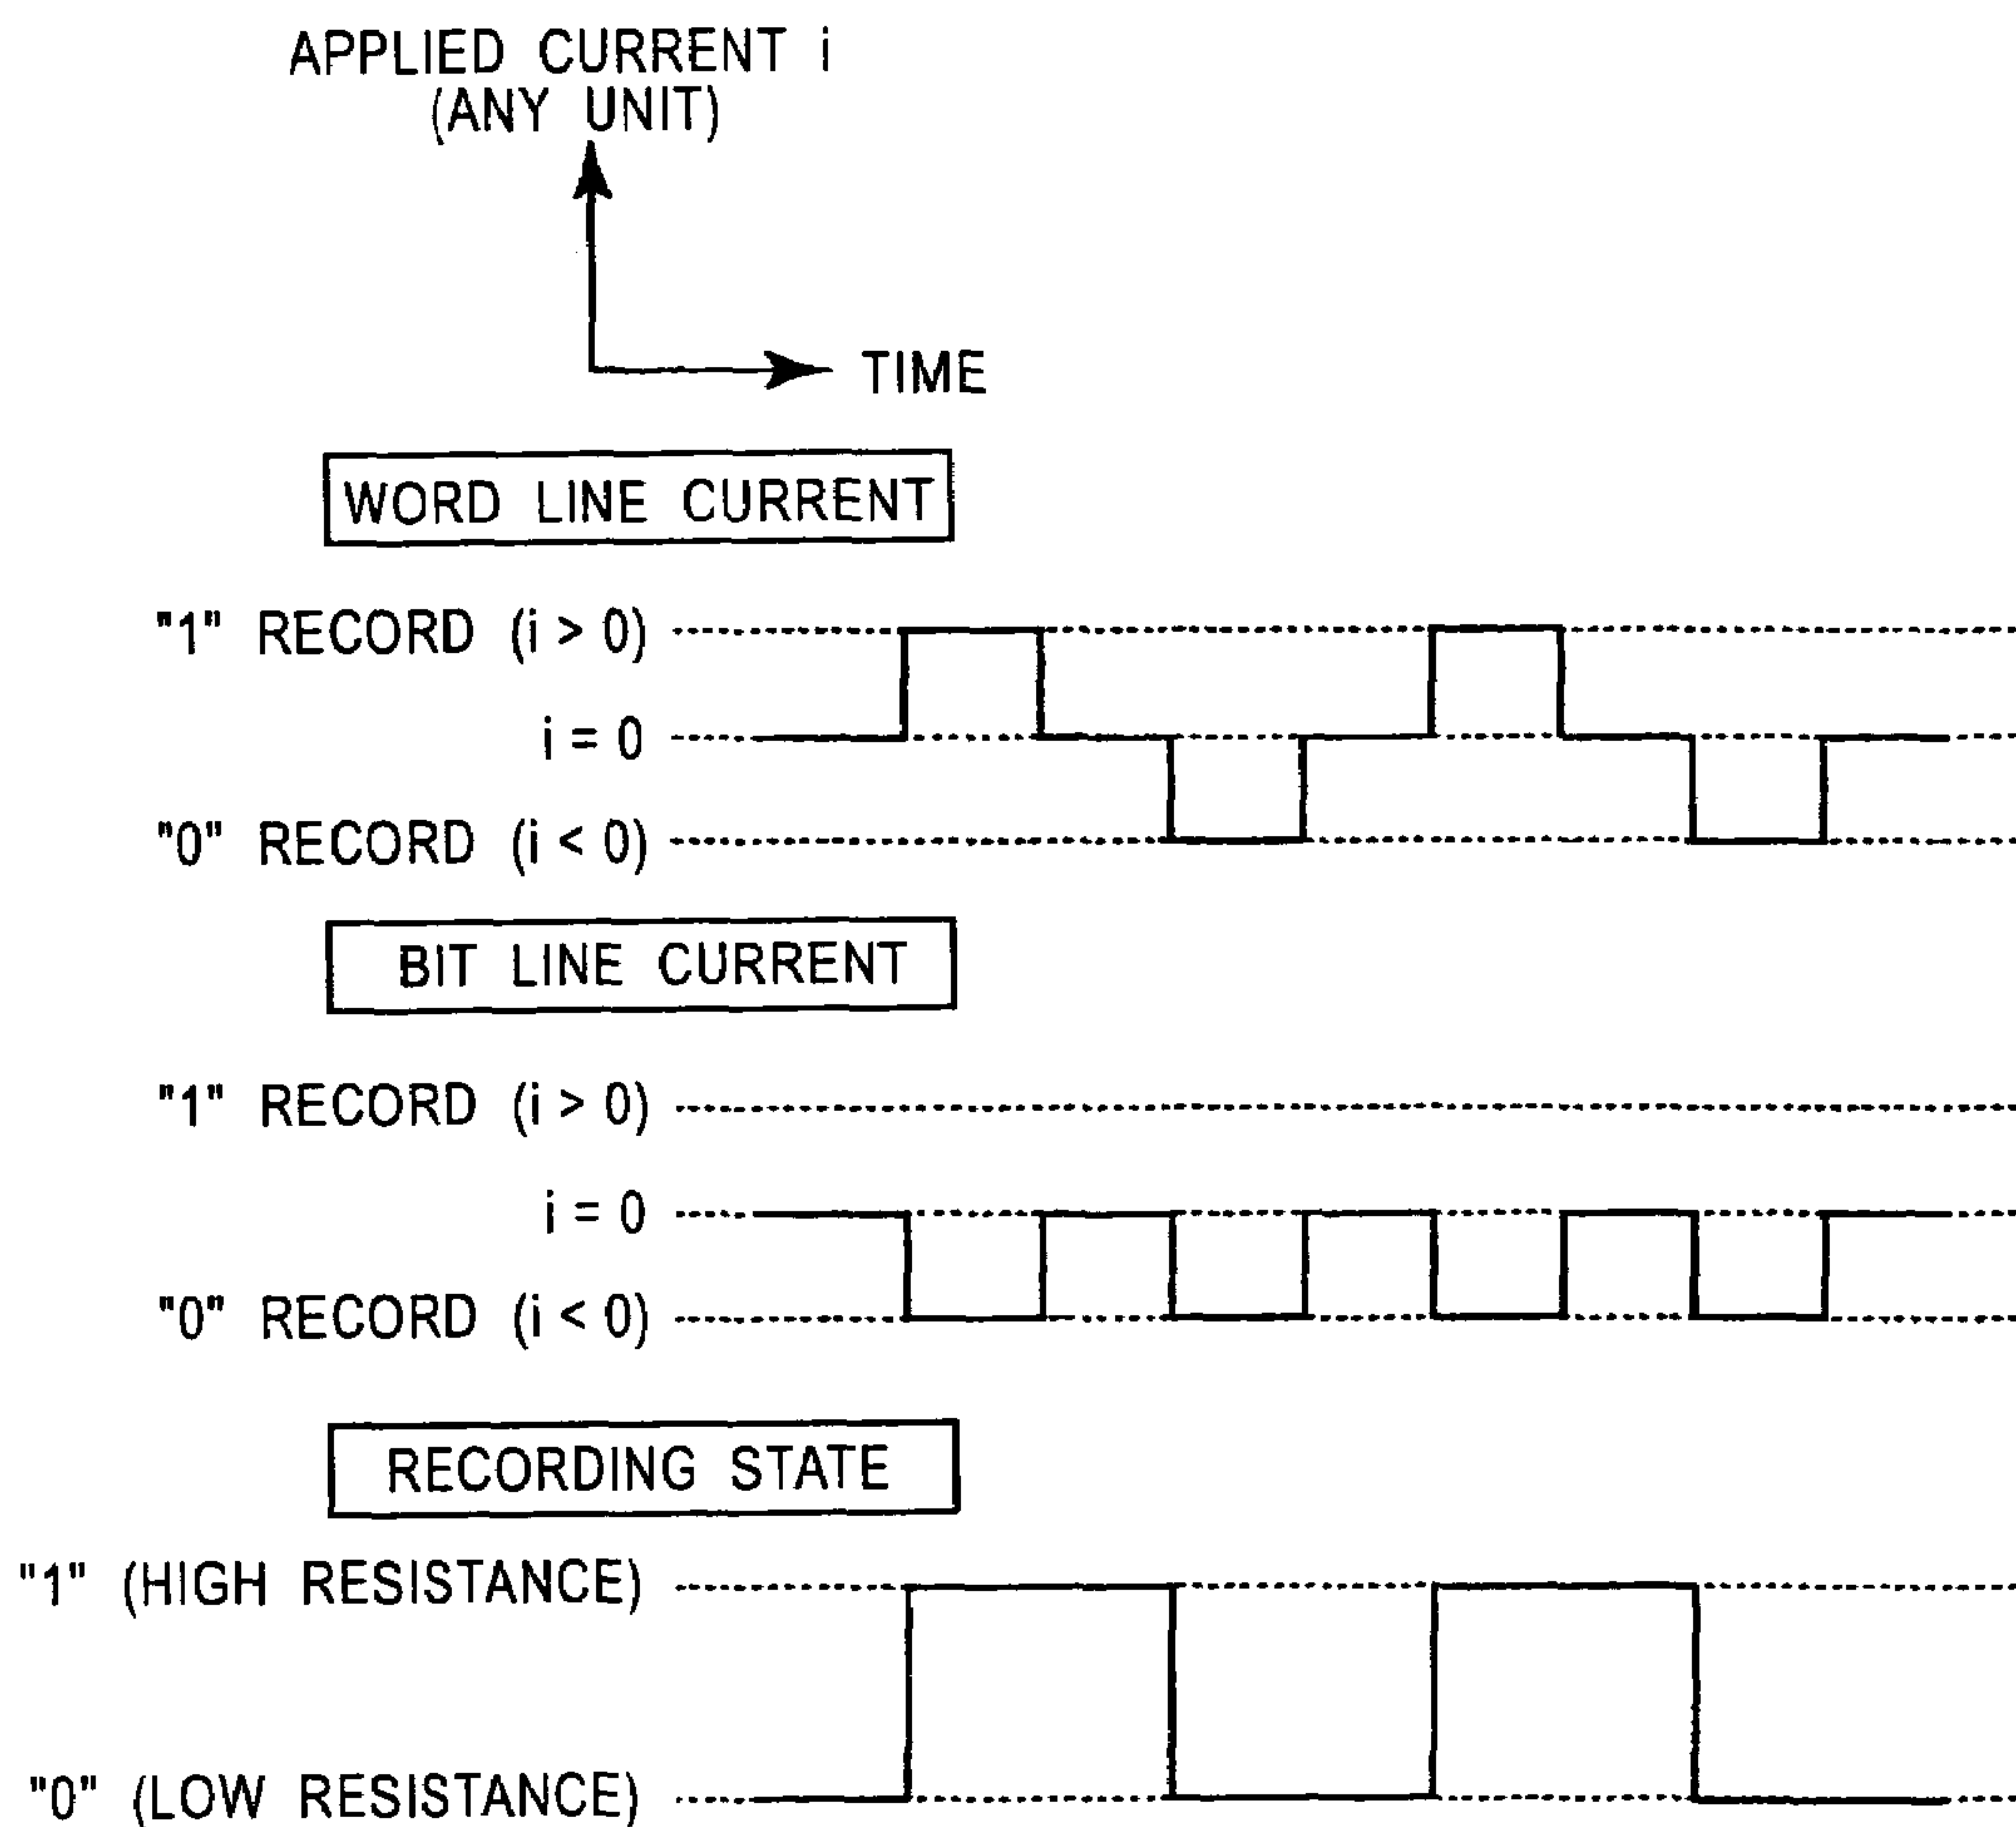 APPLIED CURRENT i
(ANY UNIT)
TIME
WORD LINE CURRENT
"1" RECORD (i > 0)
i = 0
"0" RECORD (i < 0)
BIT LINE CURRENT
"1" RECORD (i > 0)
i = 0
"0" RECORD (i < 0)
RECORDING STATE
"1" (HIGH RESISTANCE)
"0" (LOW RESISTANCE)